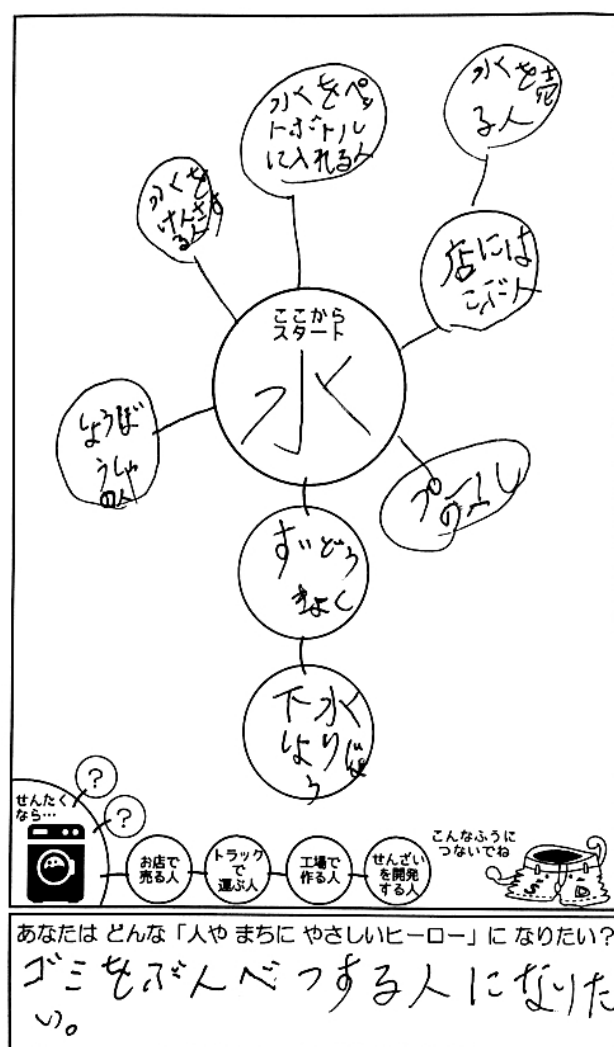 水をペッ
トボトル
に入れる人
水を売
る人
水を
けんさす
る人
店には
こぶ人
ここから
スタート
水
しょうぼ
うしゃ
の人
プール
の人
すいどう
きょく
下水
しょりじょ
う
せんたく
なら…
?
?
お店で
売る人
トラック
で
運ぶ人
工場で
作る人
せんざい
を開発
する人
こんなふうに
つないでね
S
D
あなたは どんな「人や まちに やさしいヒーロー」に なりたい?
ゴミをぶんべつする人になりた
い。